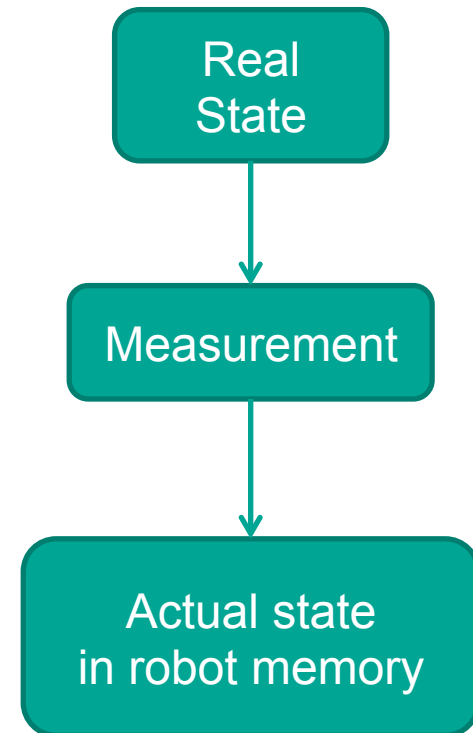 Real
State
Measurement
Actual state
in robot memory